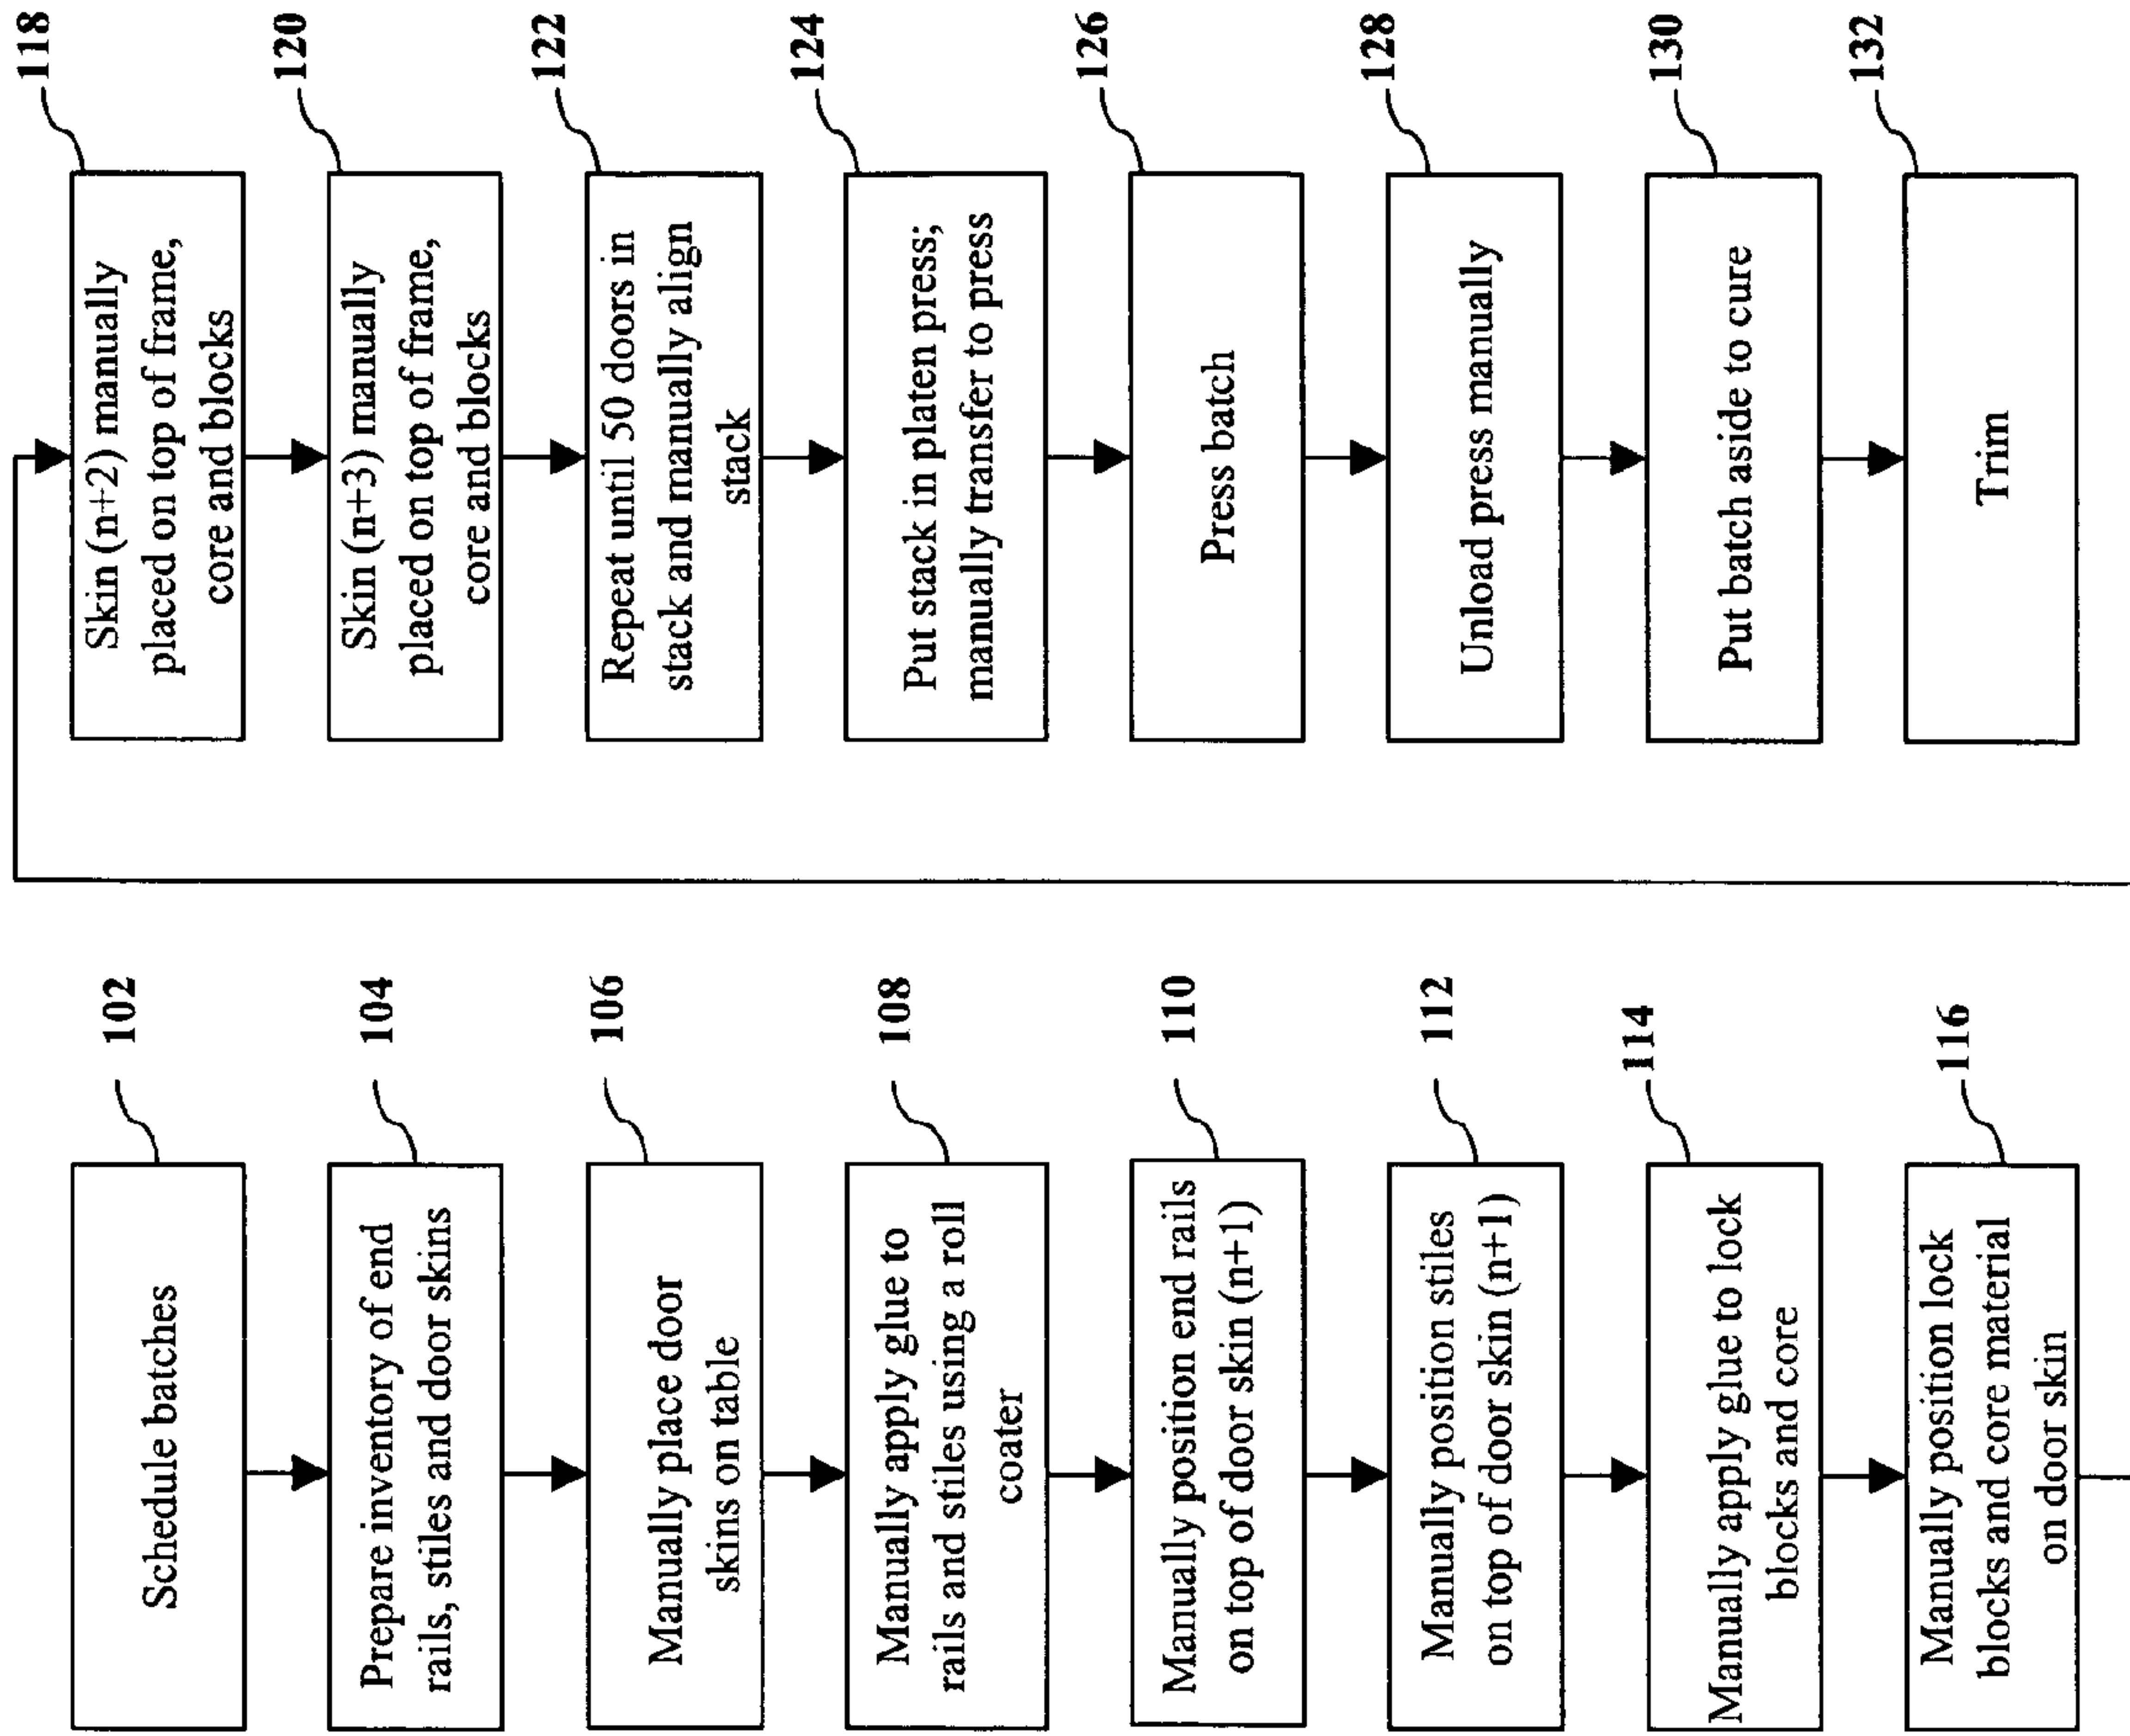 102
Schedule batches
104
Prepare inventory of end
rails, stiles and door skins
106
Manually place door
skins on table
108
Manually apply glue to
rails and stiles using a roll
coater
110
Manually position end rails
on top of door skin (n+1)
112
Manually position stiles
on top of door skin (n+1)
114
Manually apply glue to lock
blocks and core
116
Manually position lock
blocks and core material
on door skin
118
Skin (n+2) manually
placed on top of frame,
core and blocks
120
Skin (n+3) manually
placed on top of frame,
core and blocks
122
Repeat until 50 doors in
stack and manually align
stack
124
Put stack in platen press;
manually transfer to press
126
Press batch
128
Unload press manually
130
Put batch aside to cure
132
Trim